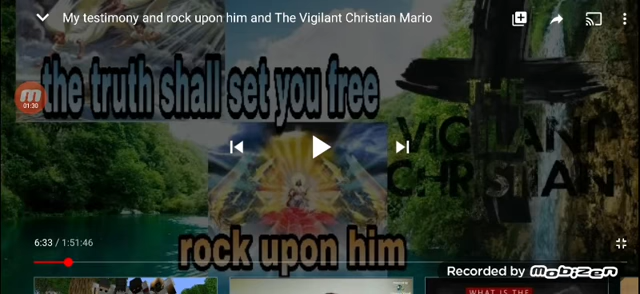 My testimony and rock upon him and The Vigilant Christian Mario
the truth shall set you free
01:30
THE
VIGILANT
CHRISTIAN
6:33 / 1:51:46
rock upon him
Recorded by mobizen
WHAT IS THE